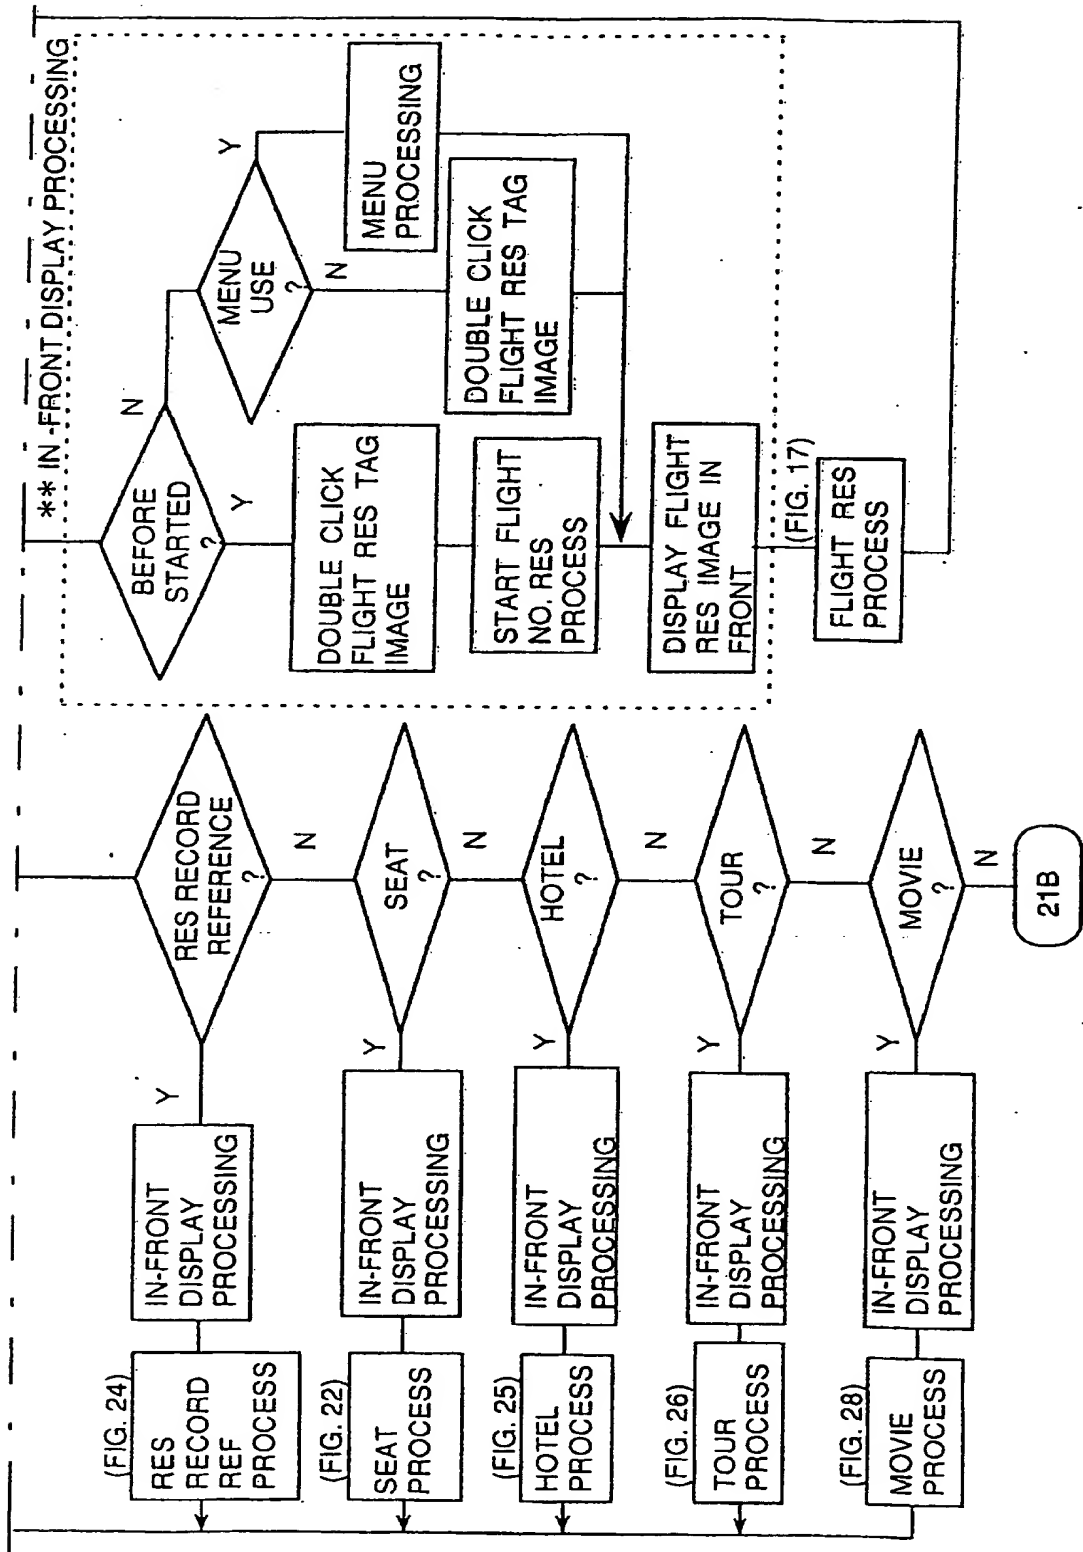 ** IN -FRONT DISPLAY PROCESSING
BEFORE
STARTED
?
N
Y
MENU
USE
?
Y
N
MENU
PROCESSING
DOUBLE CLICK
FLIGHT RES TAG
IMAGE
DOUBLE CLICK
FLIGHT RES TAG
IMAGE
START FLIGHT
NO. RES
PROCESS
DISPLAY FLIGHT
RES IMAGE IN
FRONT
(FIG. 17)
FLIGHT RES
PROCESS
RES RECORD
REFERENCE
?
Y
N
IN-FRONT
DISPLAY
PROCESSING
(FIG. 24)
RES
RECORD
REF
PROCESS
SEAT
?
Y
N
IN-FRONT
DISPLAY
PROCESSING
(FIG. 22)
SEAT
PROCESS
HOTEL
?
Y
N
IN-FRONT
DISPLAY
PROCESSING
(FIG. 25)
HOTEL
PROCESS
TOUR
?
Y
N
IN-FRONT
DISPLAY
PROCESSING
(FIG. 26)
TOUR
PROCESS
MOVIE
?
Y
N
IN-FRONT
DISPLAY
PROCESSING
(FIG. 28)
MOVIE
PROCESS
21B